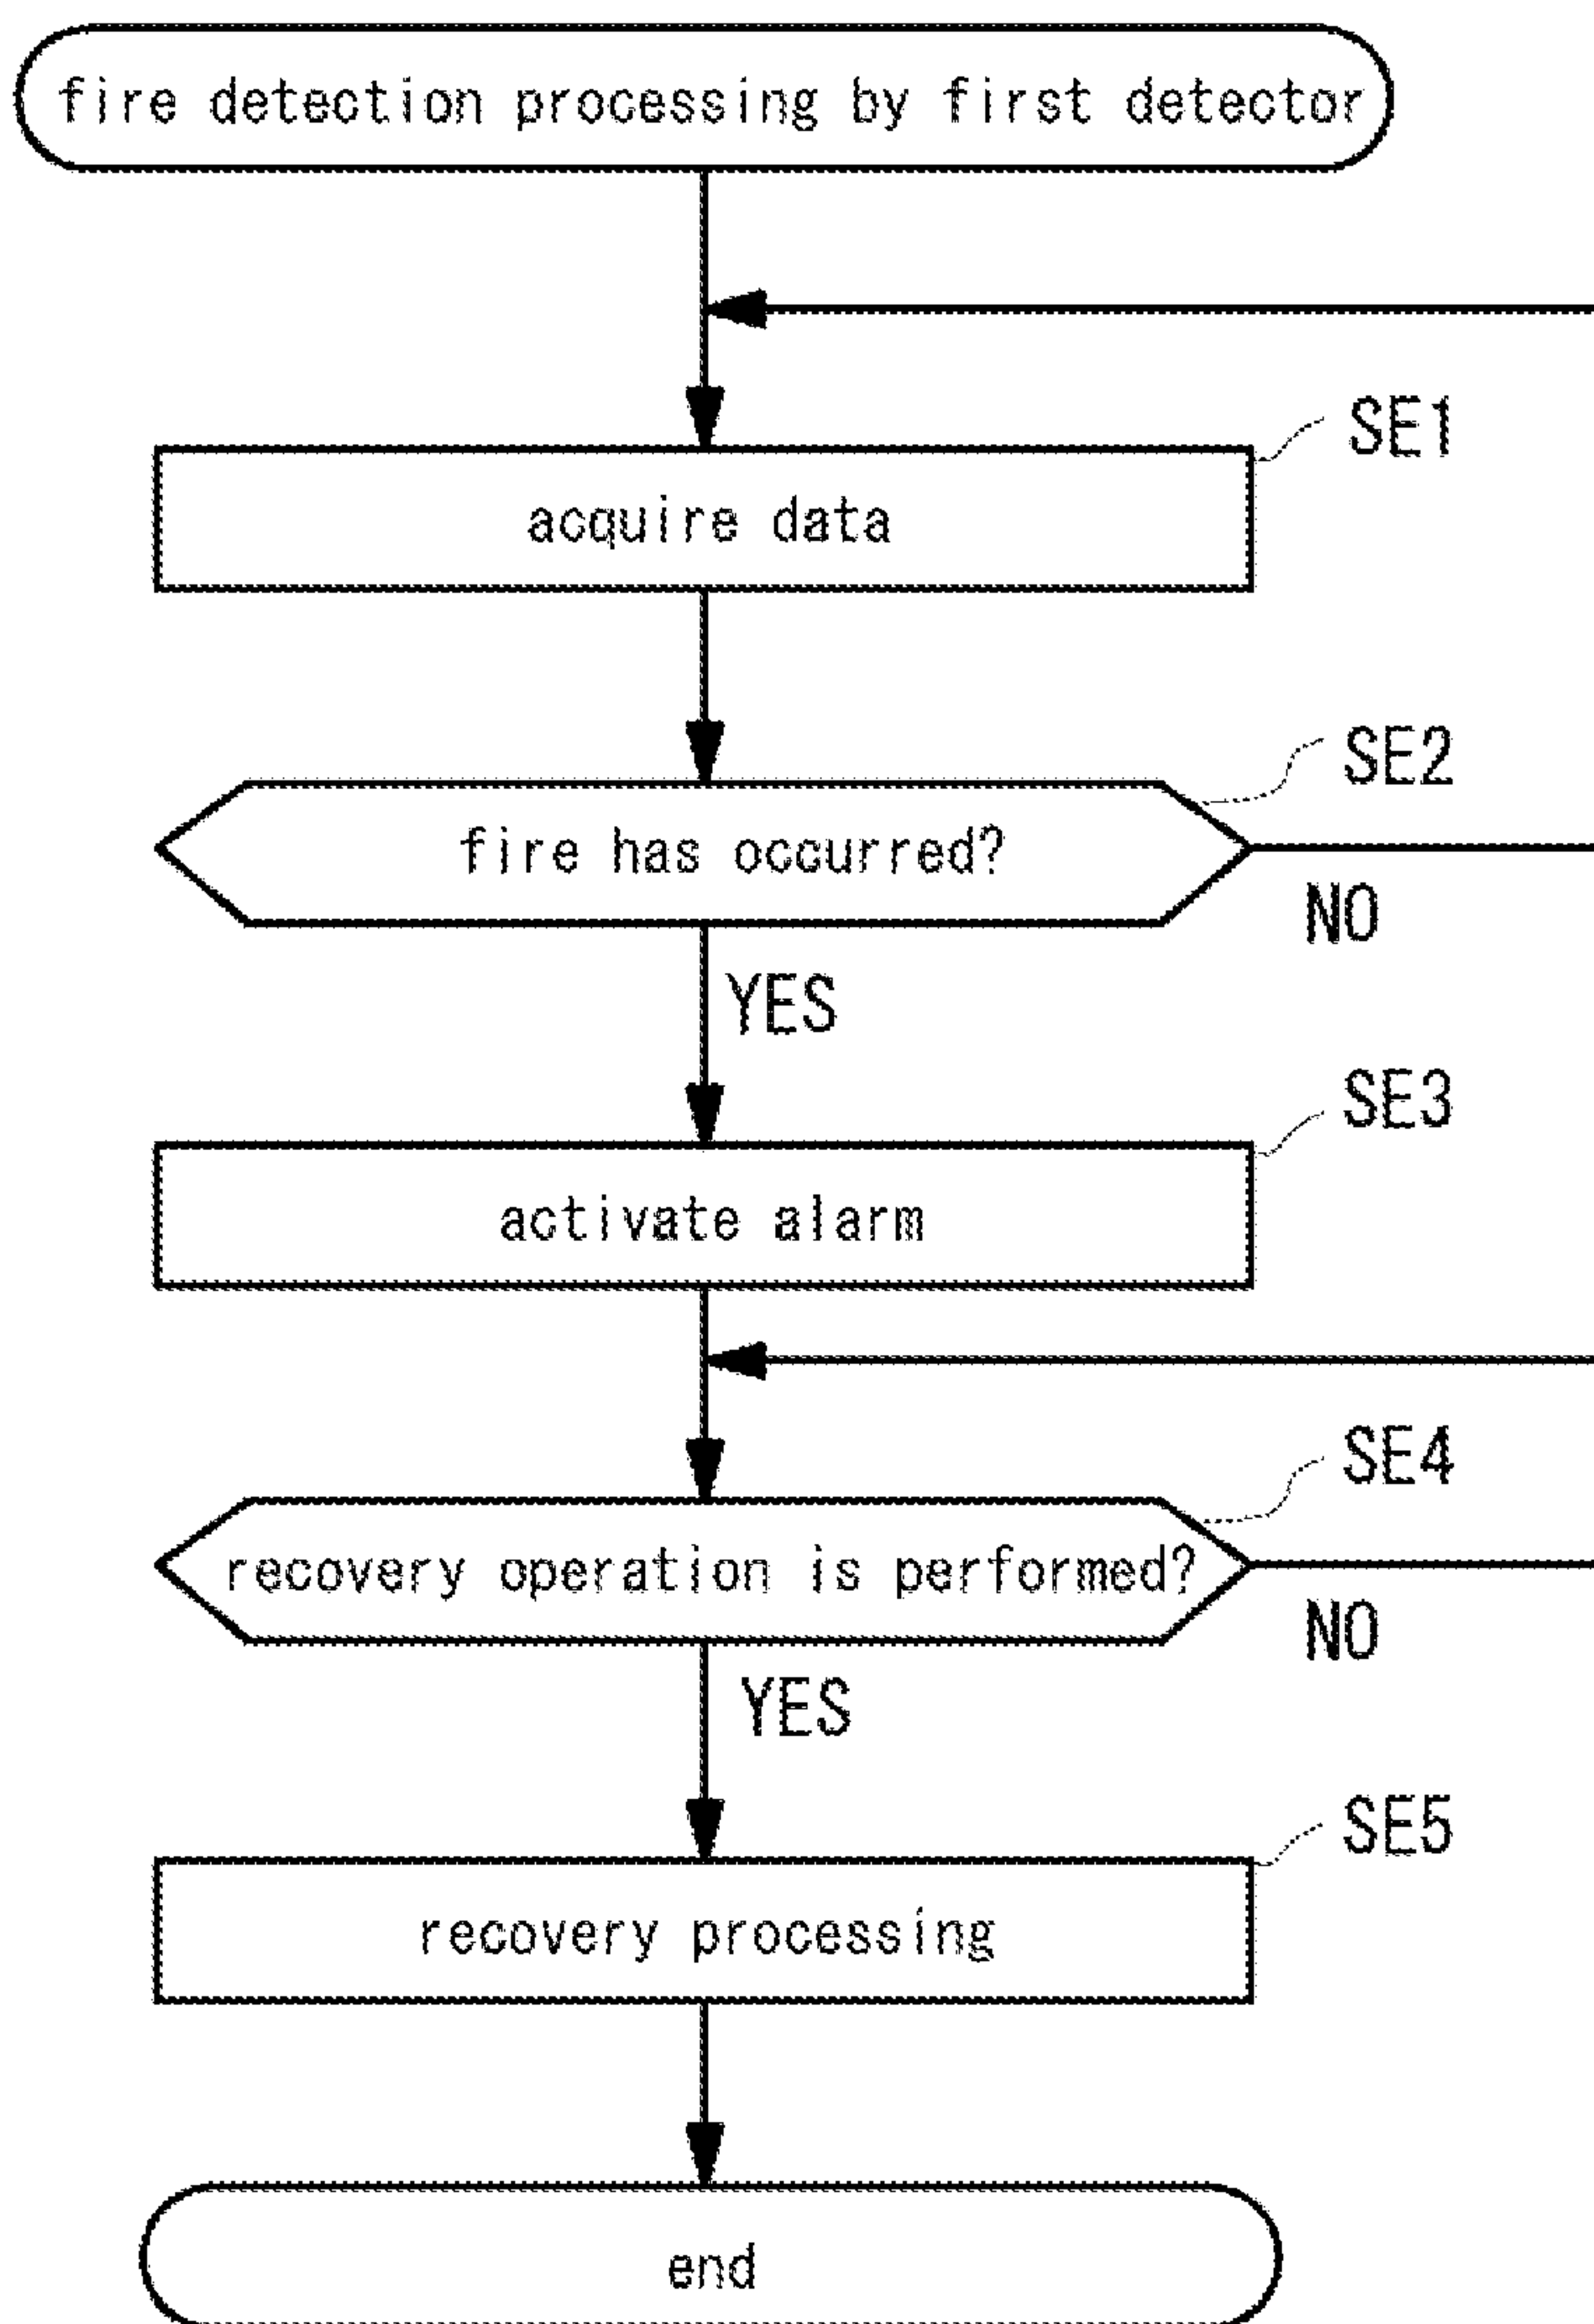 fire detection processing by first detector
SE1
acquire data
SE2
fire has occurred?
NO
YES
SE3
activate alarm
SE4
recovery operation is performed?
NO
YES
SE5
recovery processing
end